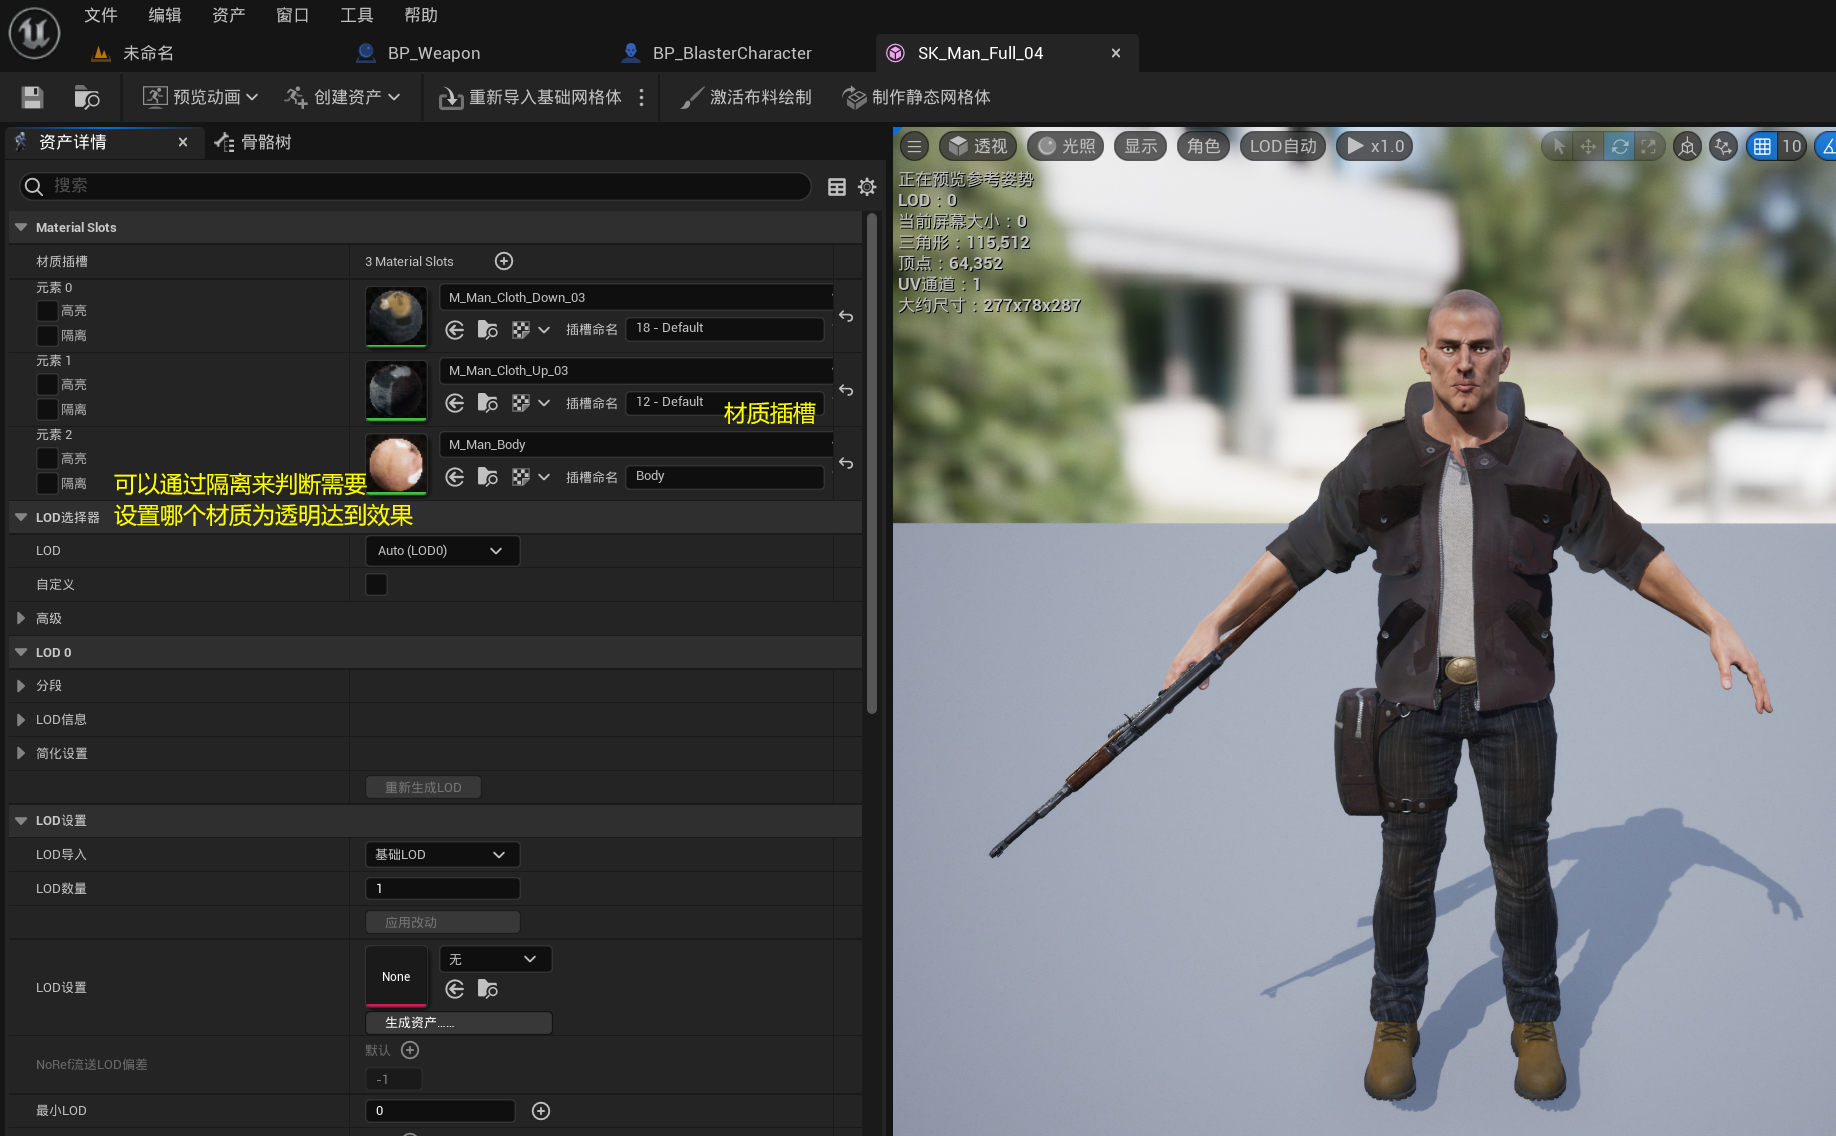 文件 编辑 资产 窗口 工具 帮助
未命名 BP_Weapon BP_BlasterCharacter SK_Man_Full_04
预览动画 创建资产 重新导入基础网格体 激活布料绘制 制作静态网格体
资产详情 骨骼树
搜索
Material Slots
材质插槽 3 Material Slots
元素 0
高亮
隔离
M_Man_Cloth_Down_03
插槽命名 18 - Default
元素 1
高亮
隔离
M_Man_Cloth_Up_03
插槽命名 12 - Default
材质插槽
元素 2
高亮
隔离
M_Man_Body
插槽命名 Body
可以通过隔离来判断需要
设置哪个材质为透明达到效果
LOD选择器
LOD Auto (LOD0)
自定义
高级
LOD 0
分段
LOD信息
简化设置
重新生成LOD
LOD设置
LOD导入 基础LOD
LOD数量 1
应用改动
LOD设置 None 无
生成资产......
NoRef流送LOD偏差 默认
-1
最小LOD 0
透视 光照 显示 角色 LOD自动 x1.0 10
正在预览参考姿势
LOD：0
当前屏幕大小：0
三角形：115,512
顶点：64,352
UV通道：1
大约尺寸：277x78x287